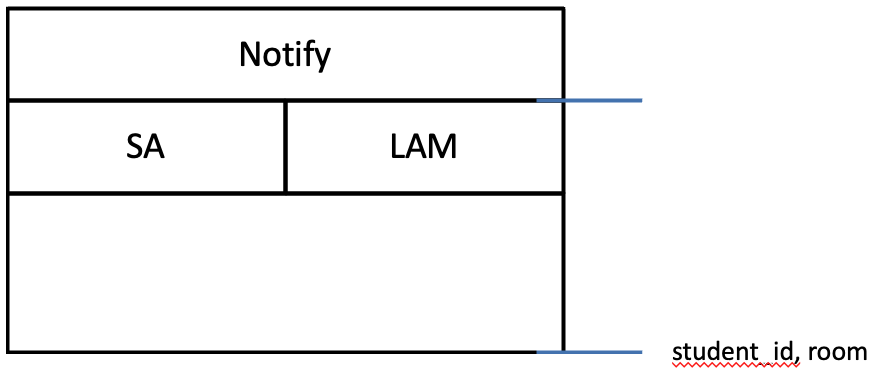 Notify
SA
LAM
student_id, room